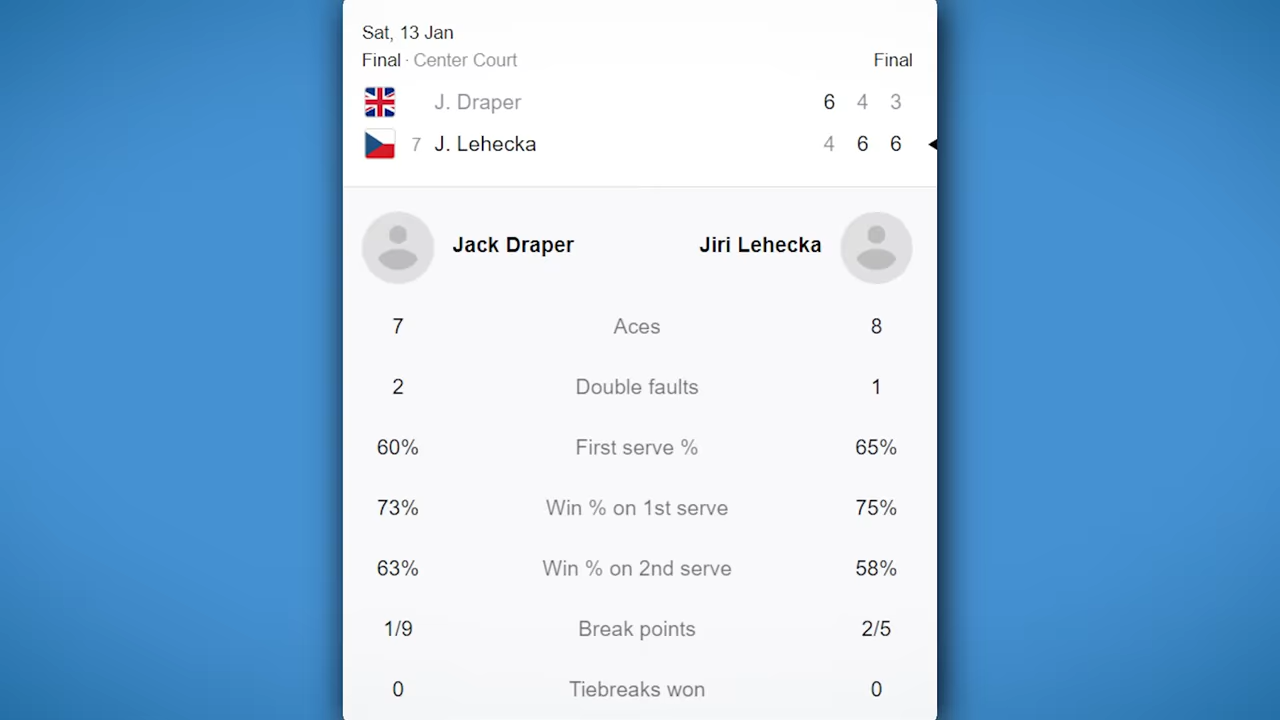 Sat, 13 Jan
Final · Center Court Final
J. Draper 6 4 3
7 J. Lehecka 4 6 6
Jack Draper Jiri Lehecka
7 Aces 8
2 Double faults 1
60% First serve % 65%
73% Win % on 1st serve 75%
63% Win % on 2nd serve 58%
1/9 Break points 2/5
0 Tiebreaks won 0